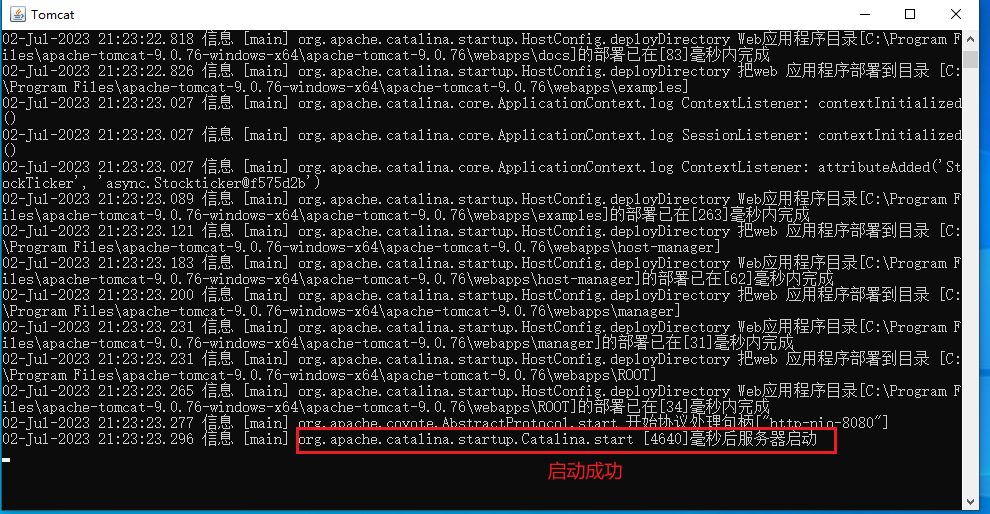 Tomcat
02-Jul-2023 21:23:22.818 信息 [main] org.apache.catalina.startup.HostConfig.deployDirectory Web应用程序目录[C:\Program F
iles\apache-tomcat-9.0.76-windows-x64\apache-tomcat-9.0.76\webapps\docs]的部署已在[83]毫秒内完成
02-Jul-2023 21:23:22.826 信息 [main] org.apache.catalina.startup.HostConfig.deployDirectory 把web 应用程序部署到目录 [C:
\Program Files\apache-tomcat-9.0.76-windows-x64\apache-tomcat-9.0.76\webapps\examples]
02-Jul-2023 21:23:23.027 信息 [main] org.apache.catalina.core.ApplicationContext.log ContextListener: contextInitialized
()
02-Jul-2023 21:23:23.027 信息 [main] org.apache.catalina.core.ApplicationContext.log SessionListener: contextInitialized
()
02-Jul-2023 21:23:23.027 信息 [main] org.apache.catalina.core.ApplicationContext.log ContextListener: attributeAdded('St
ockTicker', 'async.Stockticker@f575d2b')
02-Jul-2023 21:23:23.089 信息 [main] org.apache.catalina.startup.HostConfig.deployDirectory Web应用程序目录[C:\Program F
iles\apache-tomcat-9.0.76-windows-x64\apache-tomcat-9.0.76\webapps\examples]的部署已在[263]毫秒内完成
02-Jul-2023 21:23:23.121 信息 [main] org.apache.catalina.startup.HostConfig.deployDirectory 把web 应用程序部署到目录 [C:
\Program Files\apache-tomcat-9.0.76-windows-x64\apache-tomcat-9.0.76\webapps\host-manager]
02-Jul-2023 21:23:23.183 信息 [main] org.apache.catalina.startup.HostConfig.deployDirectory Web应用程序目录[C:\Program F
iles\apache-tomcat-9.0.76-windows-x64\apache-tomcat-9.0.76\webapps\host-manager]的部署已在[62]毫秒内完成
02-Jul-2023 21:23:23.200 信息 [main] org.apache.catalina.startup.HostConfig.deployDirectory 把web 应用程序部署到目录 [C:
\Program Files\apache-tomcat-9.0.76-windows-x64\apache-tomcat-9.0.76\webapps\manager]
02-Jul-2023 21:23:23.231 信息 [main] org.apache.catalina.startup.HostConfig.deployDirectory Web应用程序目录[C:\Program F
iles\apache-tomcat-9.0.76-windows-x64\apache-tomcat-9.0.76\webapps\manager]的部署已在[31]毫秒内完成
02-Jul-2023 21:23:23.231 信息 [main] org.apache.catalina.startup.HostConfig.deployDirectory 把web 应用程序部署到目录 [C:
\Program Files\apache-tomcat-9.0.76-windows-x64\apache-tomcat-9.0.76\webapps\ROOT]
02-Jul-2023 21:23:23.265 信息 [main] org.apache.catalina.startup.HostConfig.deployDirectory Web应用程序目录[C:\Program F
iles\apache-tomcat-9.0.76-windows-x64\apache-tomcat-9.0.76\webapps\ROOT]的部署已在[34]毫秒内完成
02-Jul-2023 21:23:23.277 信息 [main] org.apache.coyote.AbstractProtocol.start 开始协议处理句柄["http-nio-8080"]
02-Jul-2023 21:23:23.296 信息 [main] org.apache.catalina.startup.Catalina.start [4640]毫秒后服务器启动
启动成功